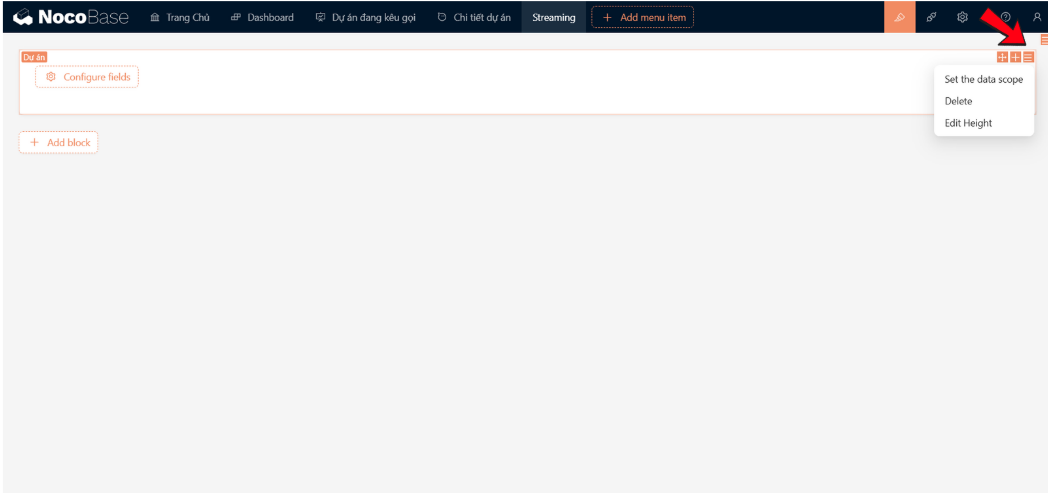 NocoBase Trang Chủ Dashboard Dự án đang kêu gọi Chi tiết dự án Streaming + Add menu item
Dự án
Configure fields
Set the data scope
Delete
Edit Height
+ Add block